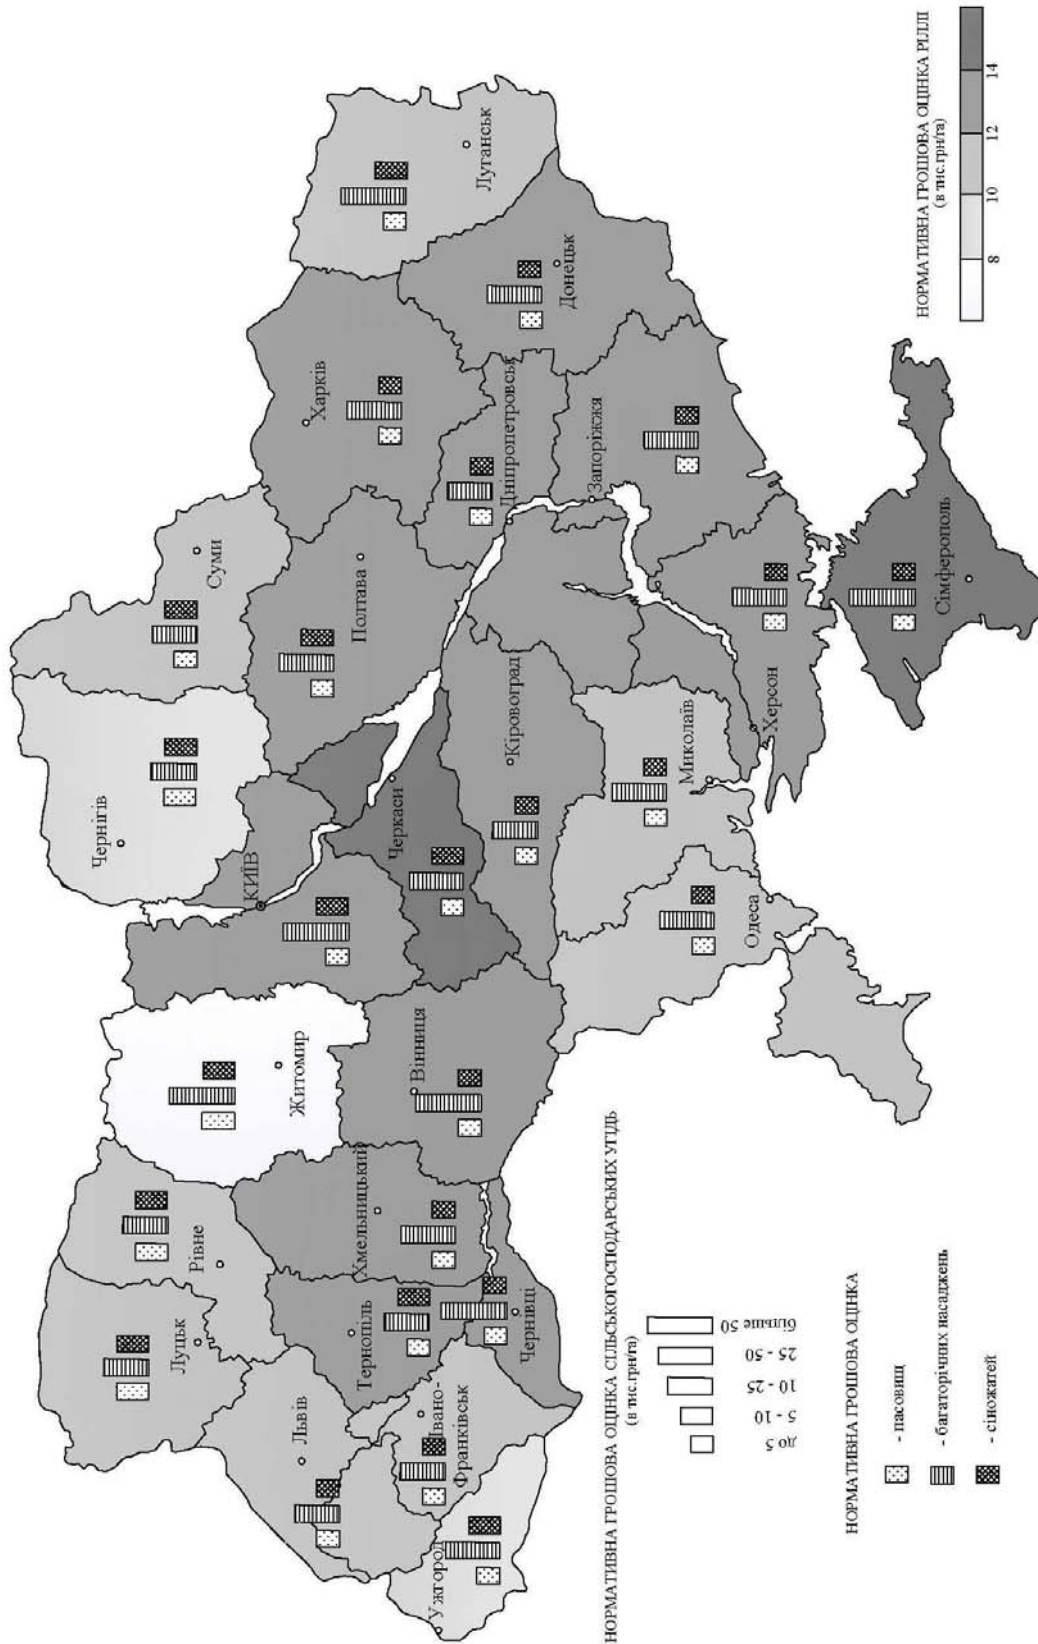 Луцьк
Рівне
Житомир
Чернігів
Суми
КИЇВ
Львів
Тернопіль
Хмельницький
Вінниця
Черкаси
Полтава
Харків
Луганськ
Ужгород
Івано-
Франківськ
Чернівці
Кіровоград
Дніпропетровськ
Донецьк
Запоріжжя
Миколаїв
Одеса
Херсон
Сімферополь
НОРМАТИВНА ГРОШОВА ОЦІНКА СІЛЬСЬКОГОСПОДАРСЬКИХ УГІДЬ
(в тис.грн/га)
до 5
5 - 10
10 - 25
25 - 50
більше 50
НОРМАТИВНА ГРОШОВА ОЦІНКА
- пасовищ
- багаторічних насаджень
- сіножатей
НОРМАТИВНА ГРОШОВА ОЦІНКА РІЛЛІ
(в тис.грн/га)
8 10 12 14